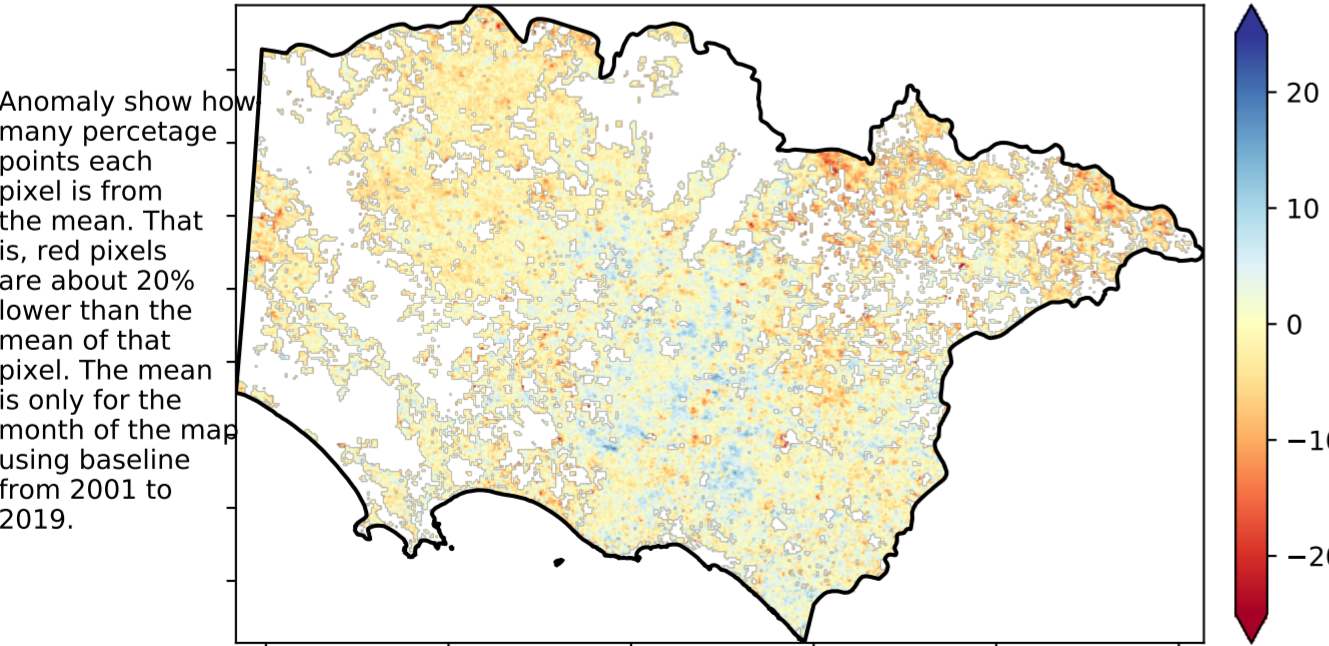 Anomaly show how
many percetage
points each
pixel is from
the mean. That
is, red pixels
are about 20%
lower than the
mean of that
pixel. The mean
is only for the
month of the map
using baseline
from 2001 to
2019.
20
10
0
−10
−20